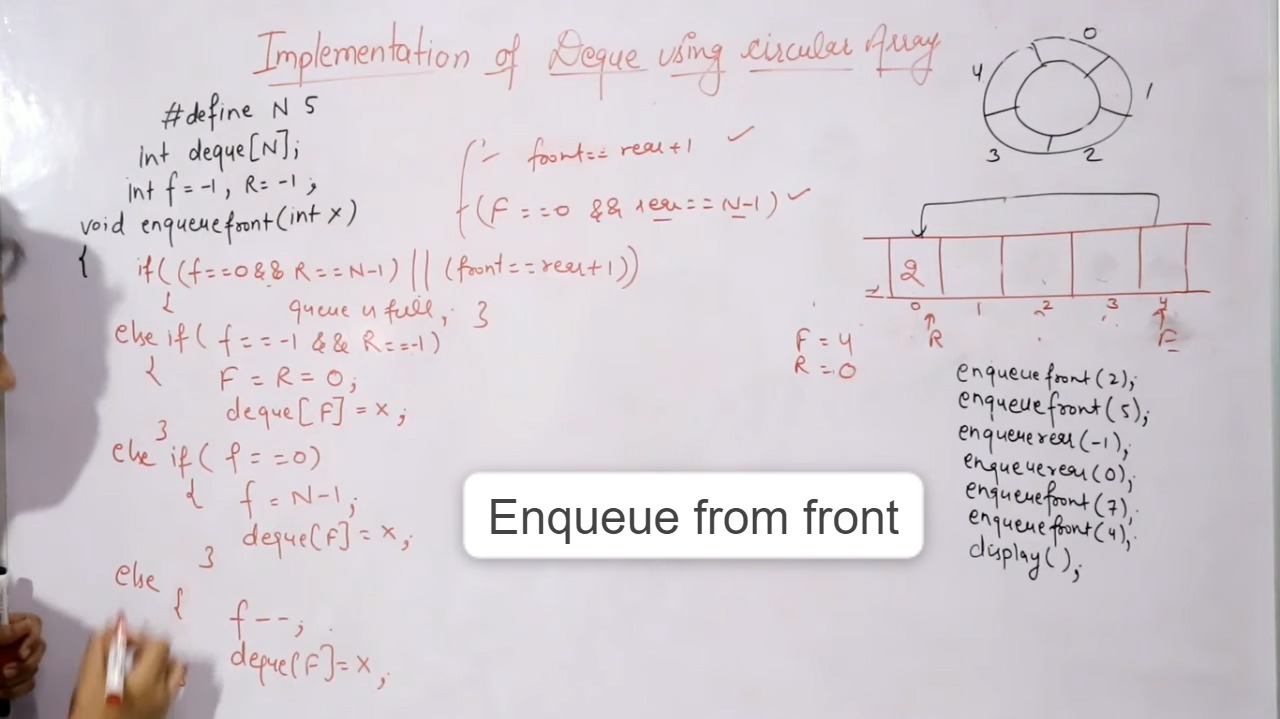 Implementation of Deque using circular Array
#define N 5
int deque[N];
int f = -1, R = -1;
void enquefront(int x)
{
if((f==0 && R==N-1) || (front==rear+1))
{ queue is full; }
else if( f==-1 && R==-1)
{ F = R = 0;
deque[F] = x;
}
else if( f==0)
{ f = N-1;
deque[F] = x;
}
else
{ f--;
deque[F]=x;
front== rear+1 ✓
(F ==0 && rear== N-1) ✓
0
4
1
3
2
2
0 1 2 3 4
R F
F = 4
R = 0
enqueuefront(2);
enqueuefront(5);
enqueuerear(-1);
enqueuerear(0);
enqueuefront(7);
enqueuefront(4);
display();
Enqueue from front